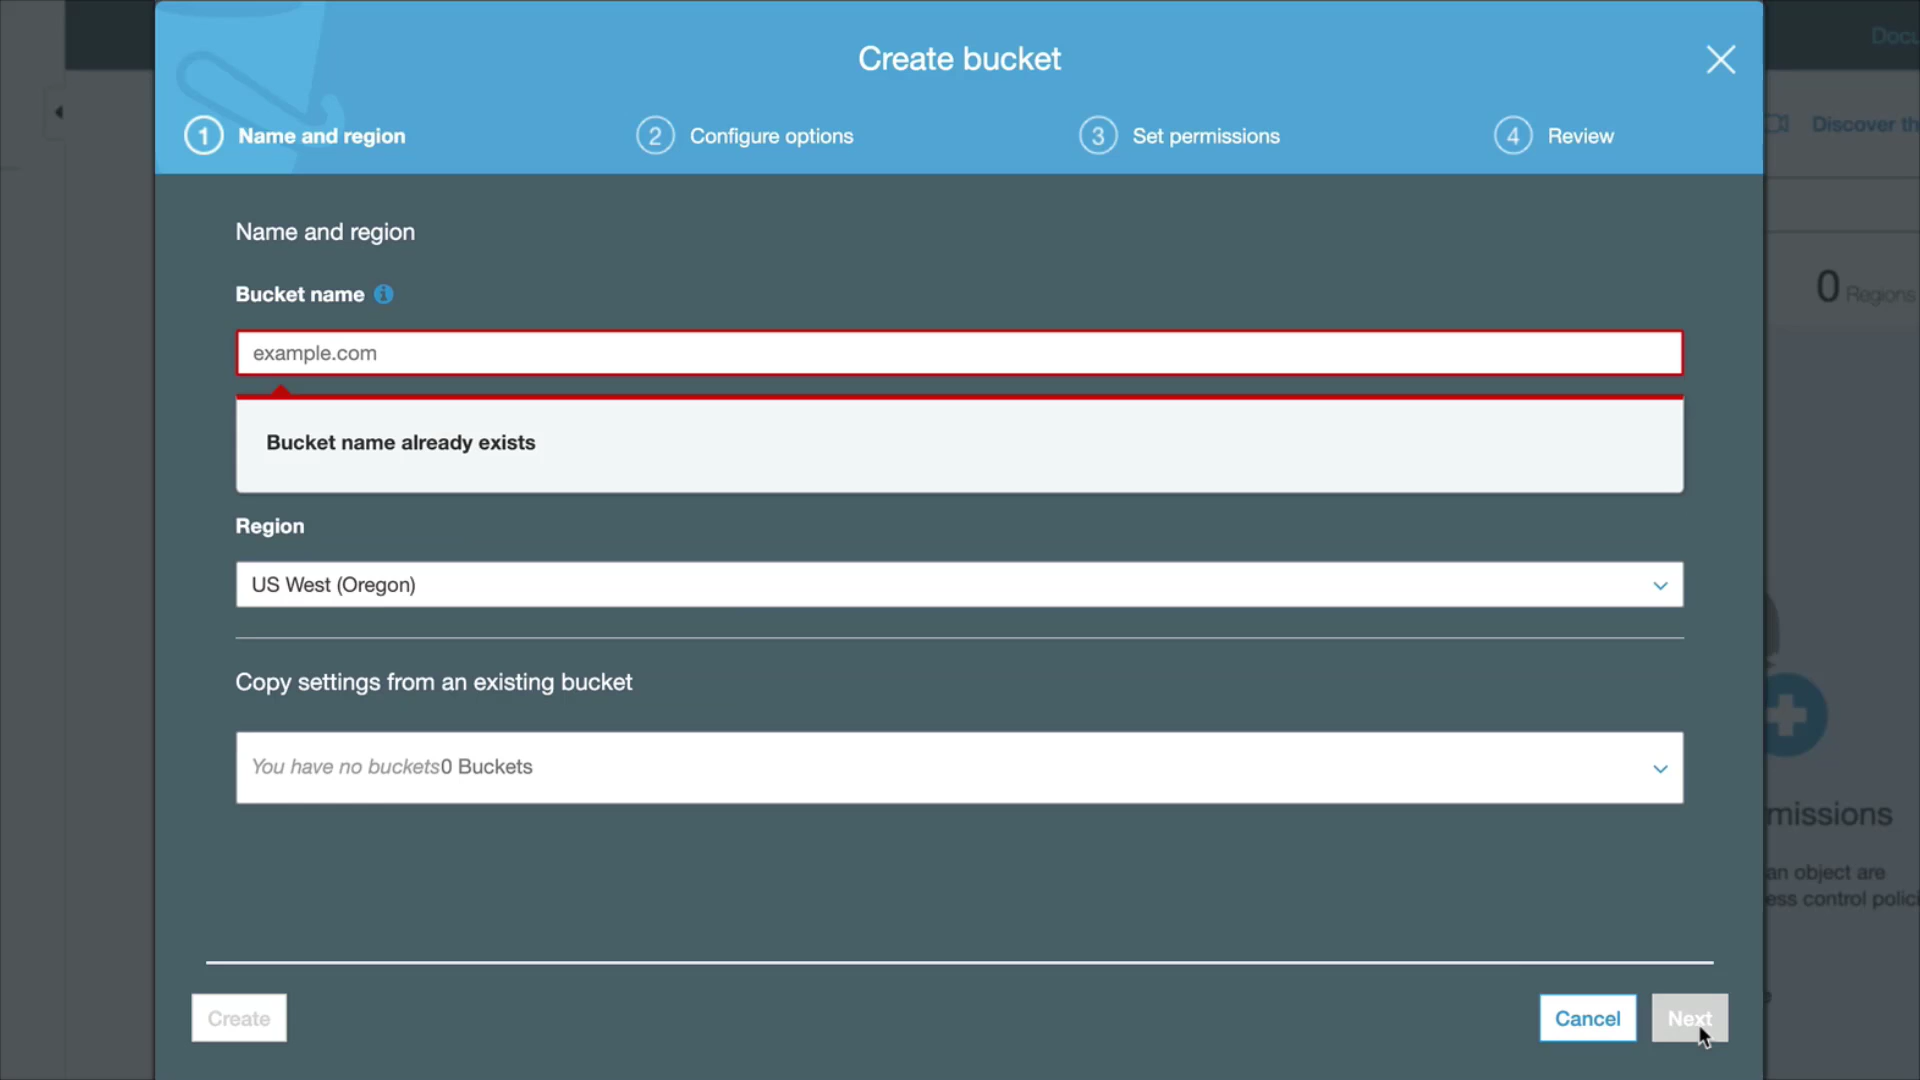 Create bucket
Docu
1 Name and region
2 Configure options
3 Set permissions
4 Review
Discover th
Name and region
Bucket name
0 Regions
example.com
Bucket name already exists
Region
US West (Oregon)
Copy settings from an existing bucket
You have no buckets0 Buckets
missions
an object are
ess control polici
Create
Cancel
Next